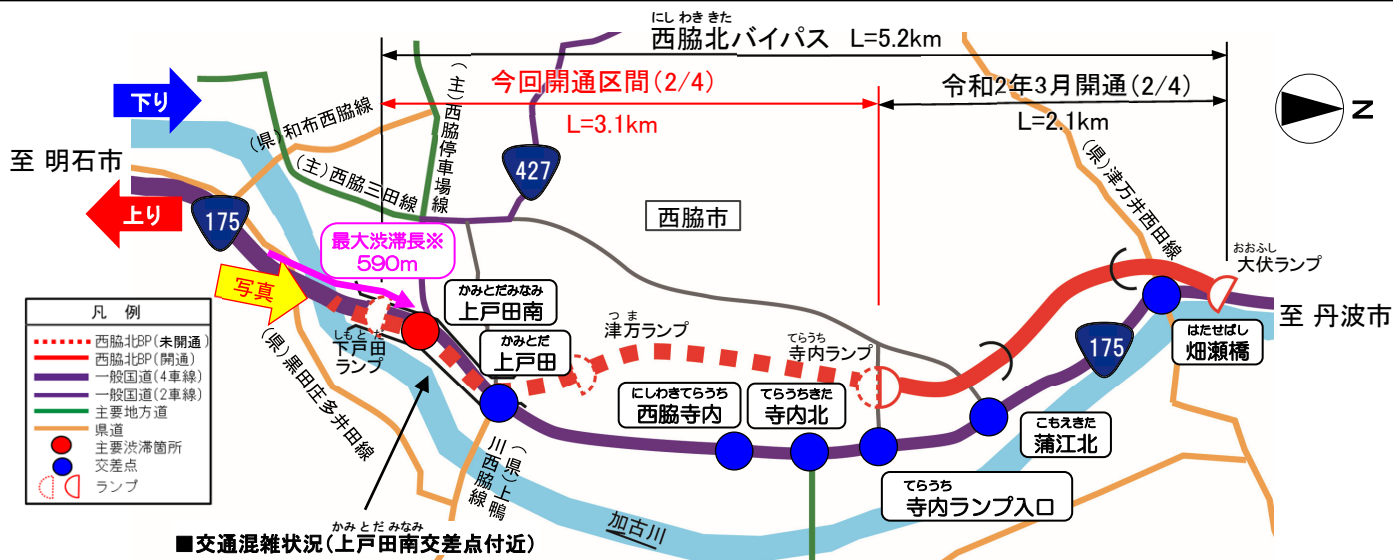 にしわききた
西脇北バイパス L=5.2km
今回開通区間(2/4)
L=3.1km
令和2年3月開通(2/4)
L=2.1km
N
下り
至 明石市
上り
175
(県)和布西脇線
(主)西脇三田線
(主)西脇停車場線
427
西脇市
(県)津万井西田線
おおふし
大伏ランプ
至 丹波市
最大渋滞長※
590m
写真
かみとだみなみ
上戸田南
かみとだ
上戸田
しもとだ
下戸田
ランプ
つま
津万ランプ
てらうち
寺内ランプ
175
はたせばし
畑瀬橋
にしわきてらうち
西脇寺内
てらうちきた
寺内北
こもえきた
蒲江北
てらうち
寺内ランプ入口
(県)黒田庄多井田線
(県)上鴨
川西脇線
加古川
凡 例
西脇北BP(未開通)
西脇北BP(開通)
一般国道(4車線)
一般国道(2車線)
主要地方道
県道
主要渋滞箇所
交差点
ランプ
かみとだみなみ
■交通混雑状況(上戸田南交差点付近)